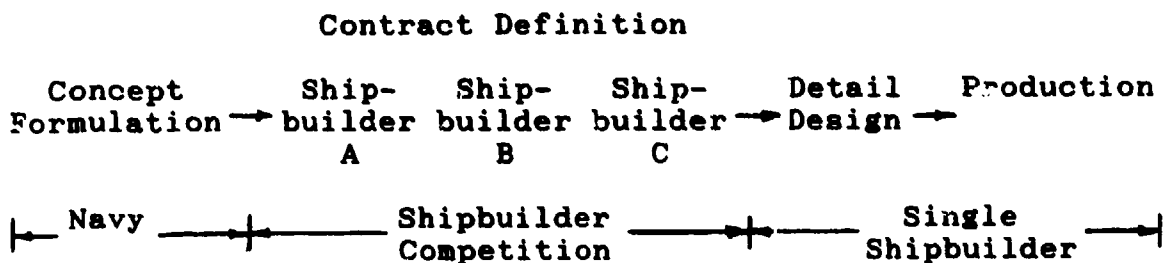 Contract Definition
Concept Ship- Ship- Ship- Detail Production
Formulation → builder builder builder → Design →
A B C
Navy Shipbuilder Single
Competition Shipbuilder